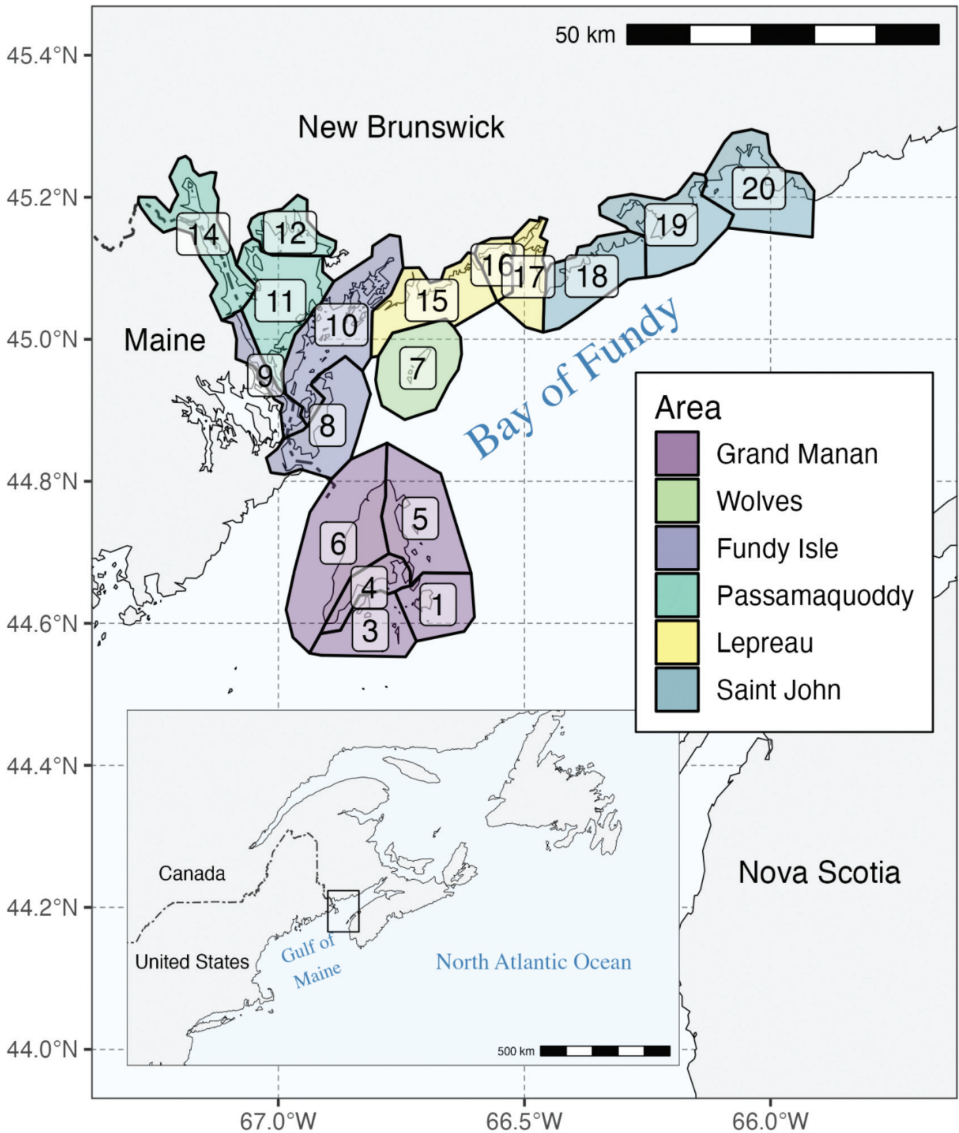 50 km
45.4°N
New Brunswick
45.2°N
20
14
12
19
16
17
18
11
15
10
45.0°N
Maine
7
9
Bay of Fundy
8
44.8°N
Area
Grand Manan
Wolves
Fundy Isle
Passamaquoddy
Lepreau
Saint John
5
6
4
1
3
44.6°N
44.4°N
Canada
Nova Scotia
44.2°N
United States
Gulf of
Maine
North Atlantic Ocean
500 km
44.0°N
67.0°W
66.5°W
66.0°W